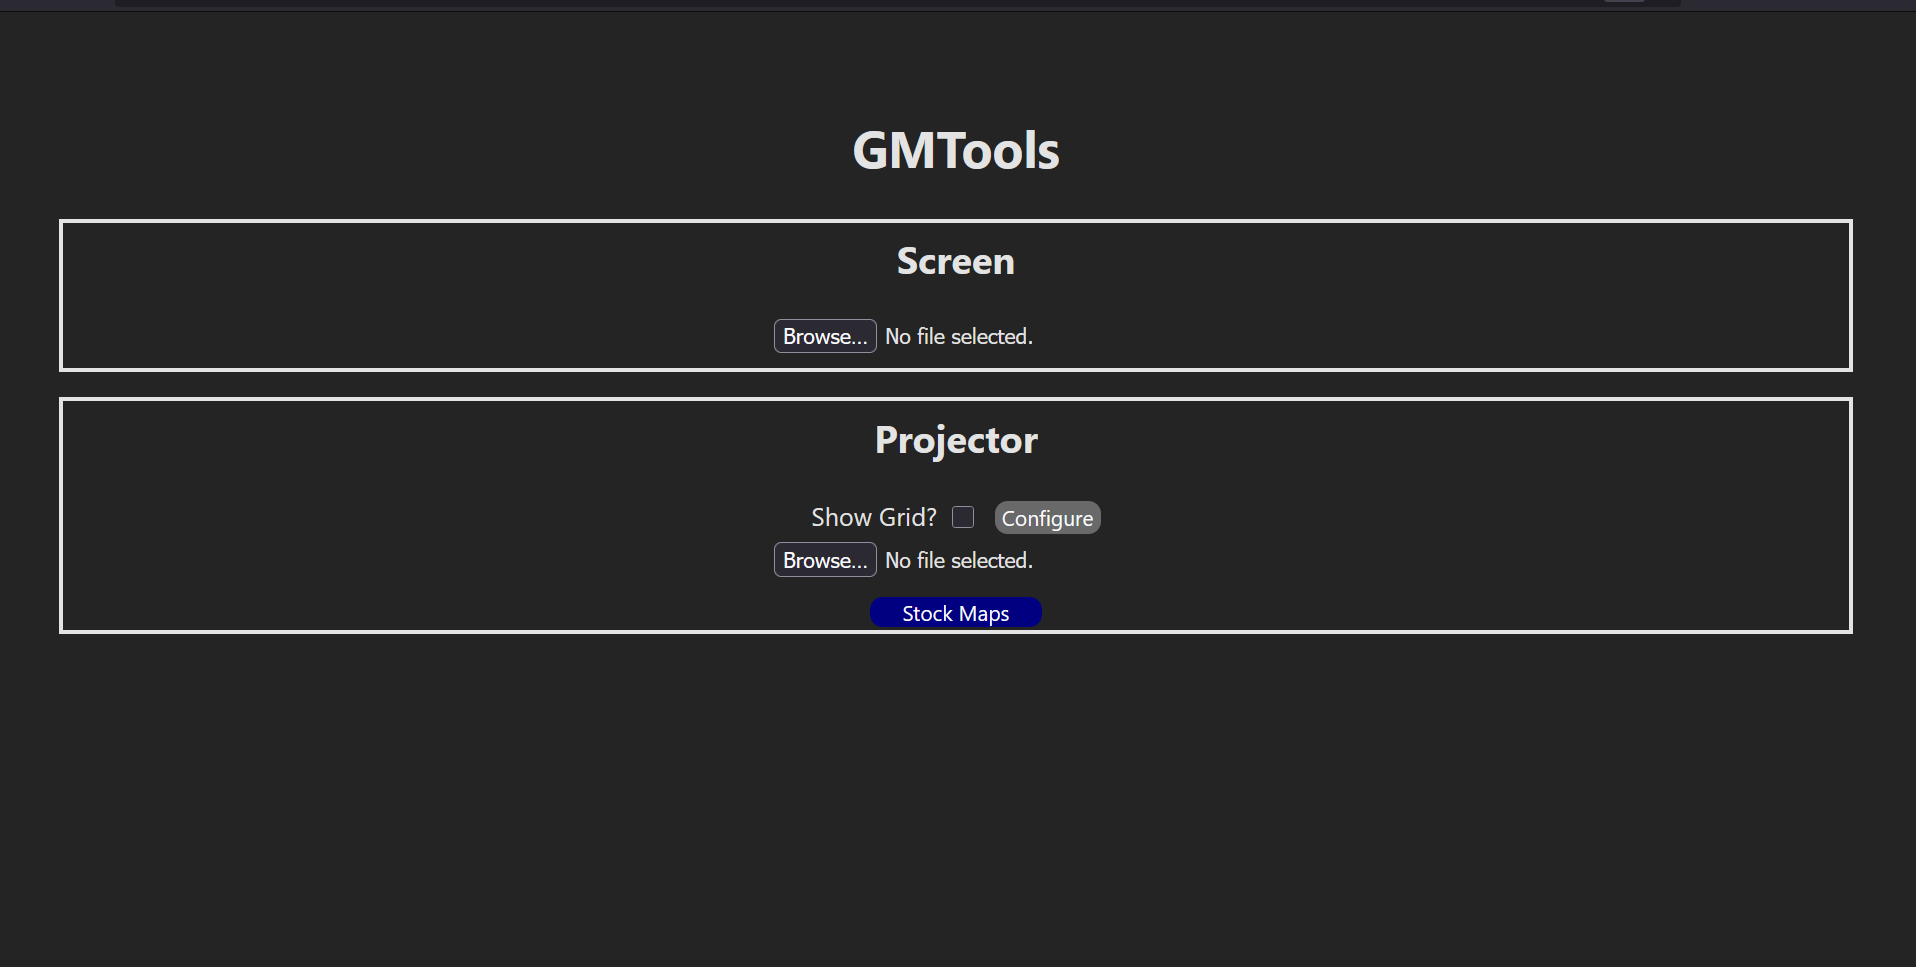 GMTools
Screen
Browse... No file selected.
Projector
Show Grid? Configure
Browse... No file selected.
Stock Maps